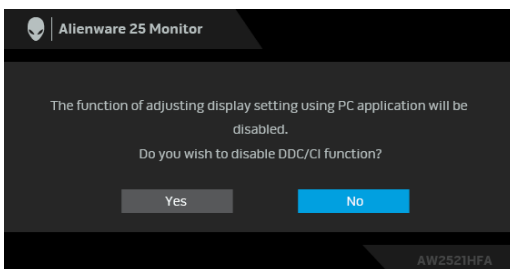 Alienware 25 Monitor
The function of adjusting display setting using PC application will be
disabled.
Do you wish to disable DDC/CI function?
Yes No
AW2521HFA